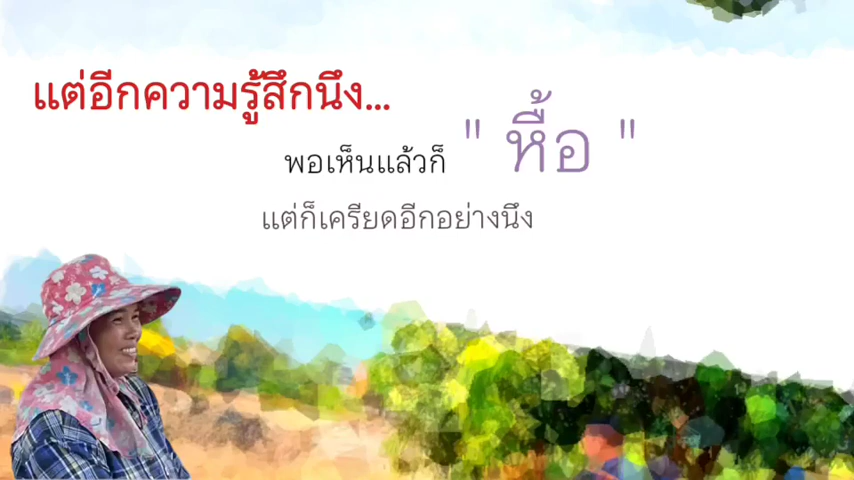 แต่อีกความรู้สึกนึง...
พอเห็นแล้วก็ " หื้อ "
แต่ก็เครียดอีกอย่างนึง